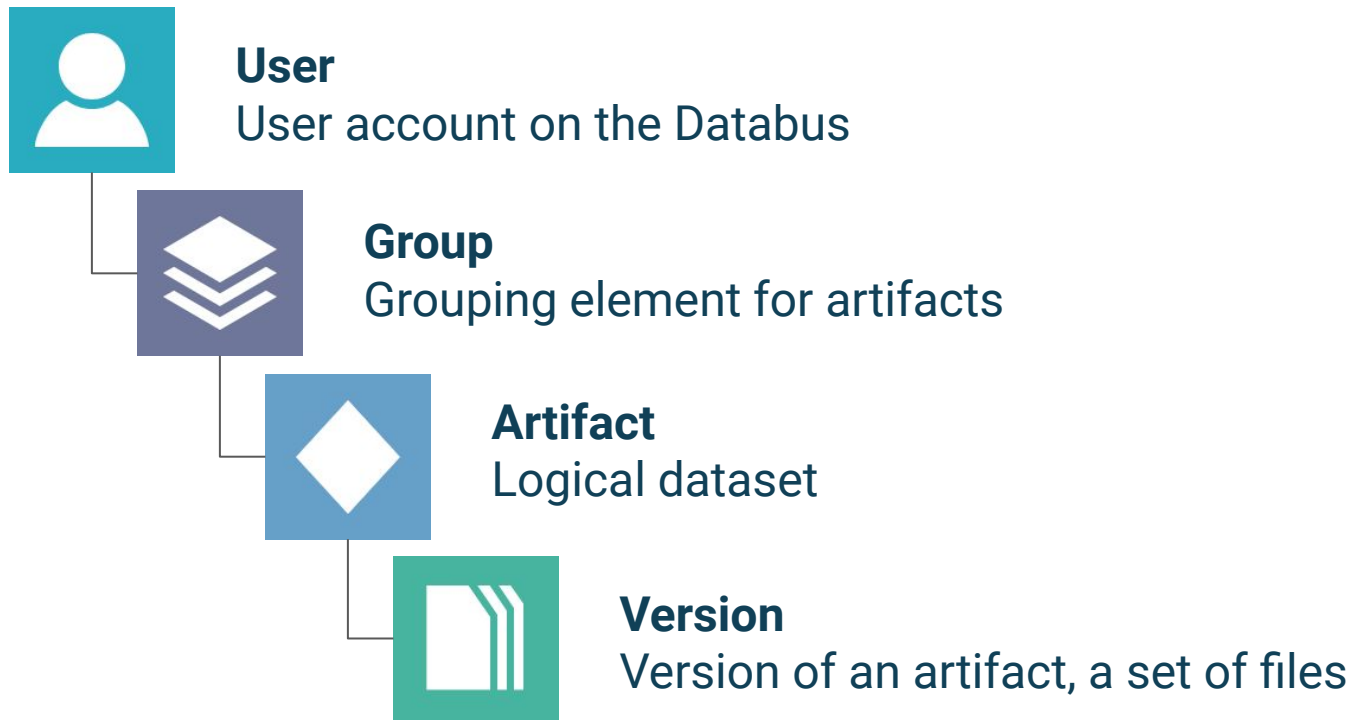 User
User account on the Databus
Group
Grouping element for artifacts
Artifact
Logical dataset
Version
Version of an artifact, a set of files